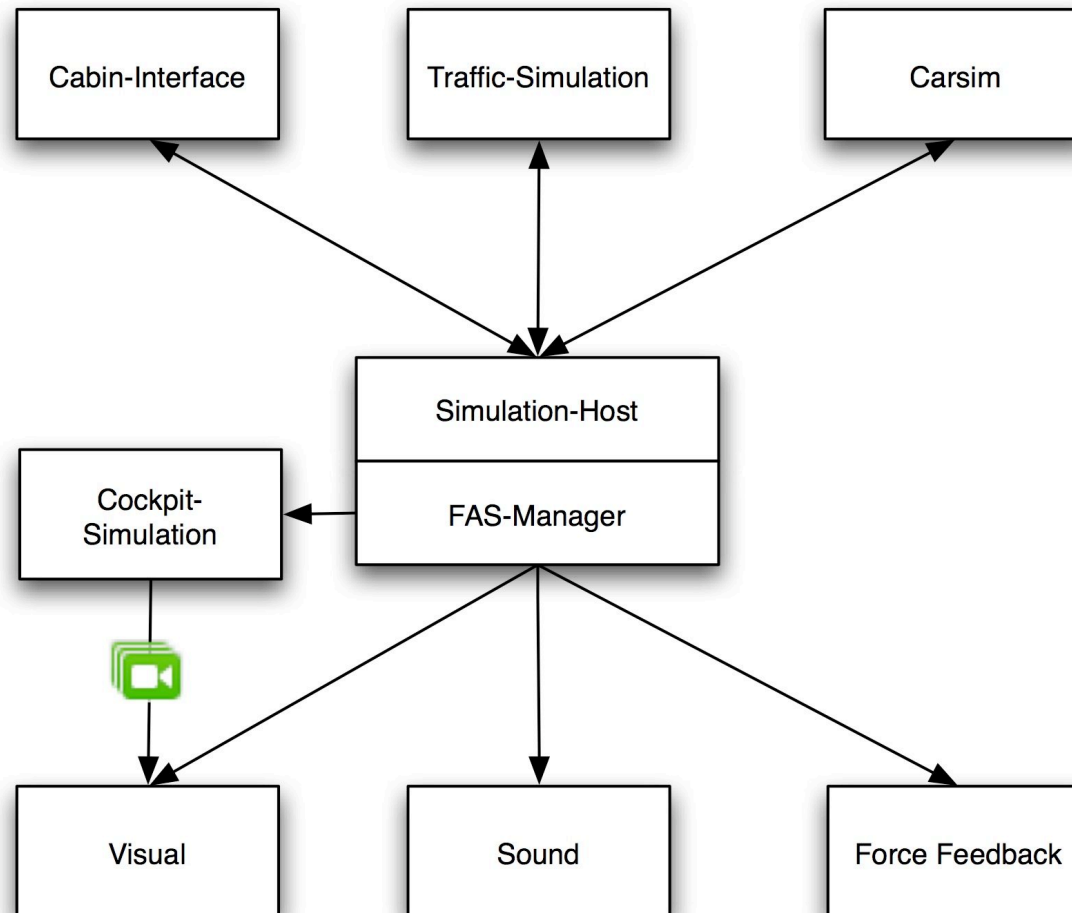 Cabin-Interface
Traffic-Simulation
Carsim
Simulation-Host
Cockpit-
Simulation
FAS-Manager
Visual
Sound
Force Feedback